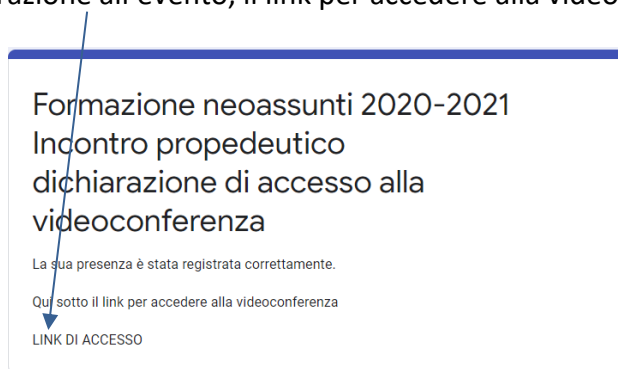 all'evento, il link per accedere alla video
Formazione neoassunti 2020-2021
Incontro propedeutico
dichiarazione di accesso alla
videoconferenza
La sua presenza è stata registrata correttamente.
Qui sotto il link per accedere alla videoconferenza
LINK DI ACCESSO